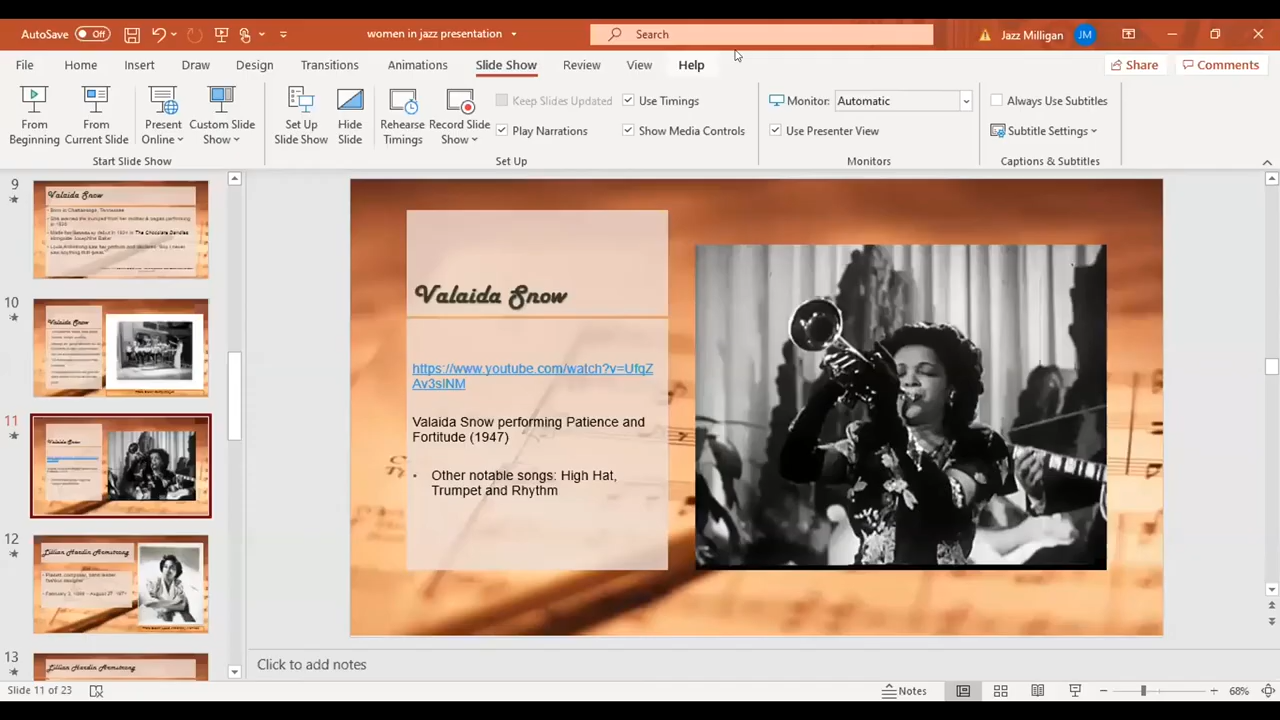 AutoSave Off women in jazz presentation Search Jazz Milligan JM
File Home Insert Draw Design Transitions Animations Slide Show Review View Help Share Comments
From Beginning
From Current Slide
Present Online
Custom Slide Show
Set Up Slide Show
Hide Slide
Rehearse Timings
Record Slide Show
Keep Slides Updated
Play Narrations
Use Timings
Show Media Controls
Monitor: Automatic
Use Presenter View
Always Use Subtitles
Subtitle Settings
Start Slide Show Set Up Monitors Captions & Subtitles
9
Valaida Snow
10
Valaida Snow
11
Valaida Snow
12
Lillian Hardin Armstrong
13
Lillian Hardin Armstrong
Valaida Snow
https://www.youtube.com/watch?v=UfqZ
Av3slNM
Valaida Snow performing Patience and
Fortitude (1947)
• Other notable songs: High Hat,
Trumpet and Rhythm
Click to add notes
Slide 11 of 23 Notes 68%